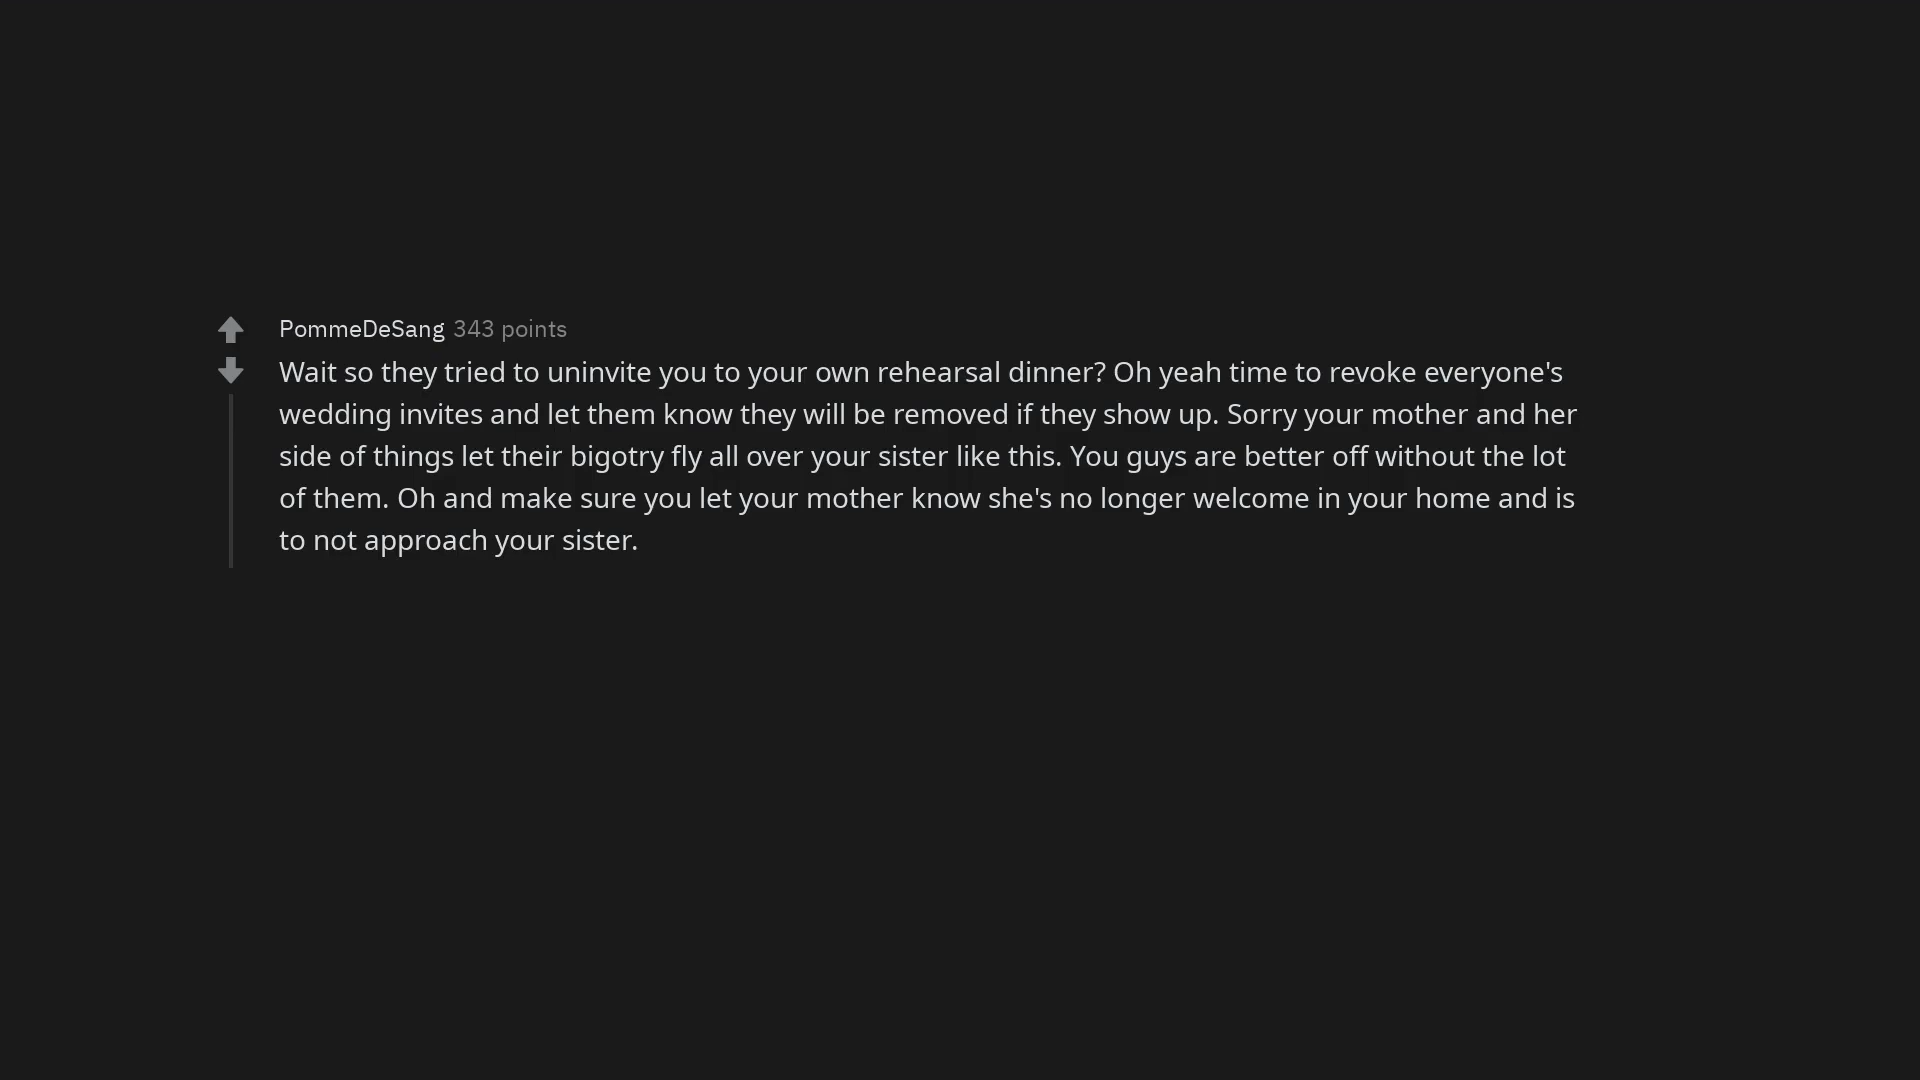 PommeDeSang 343 points
Wait so they tried to uninvite you to your own rehearsal dinner? Oh yeah time to revoke everyone's
wedding invites and let them know they will be removed if they show up. Sorry your mother and her
side of things let their bigotry fly all over your sister like this. You guys are better off without the lot
of them. Oh and make sure you let your mother know she's no longer welcome in your home and is
to not approach your sister.